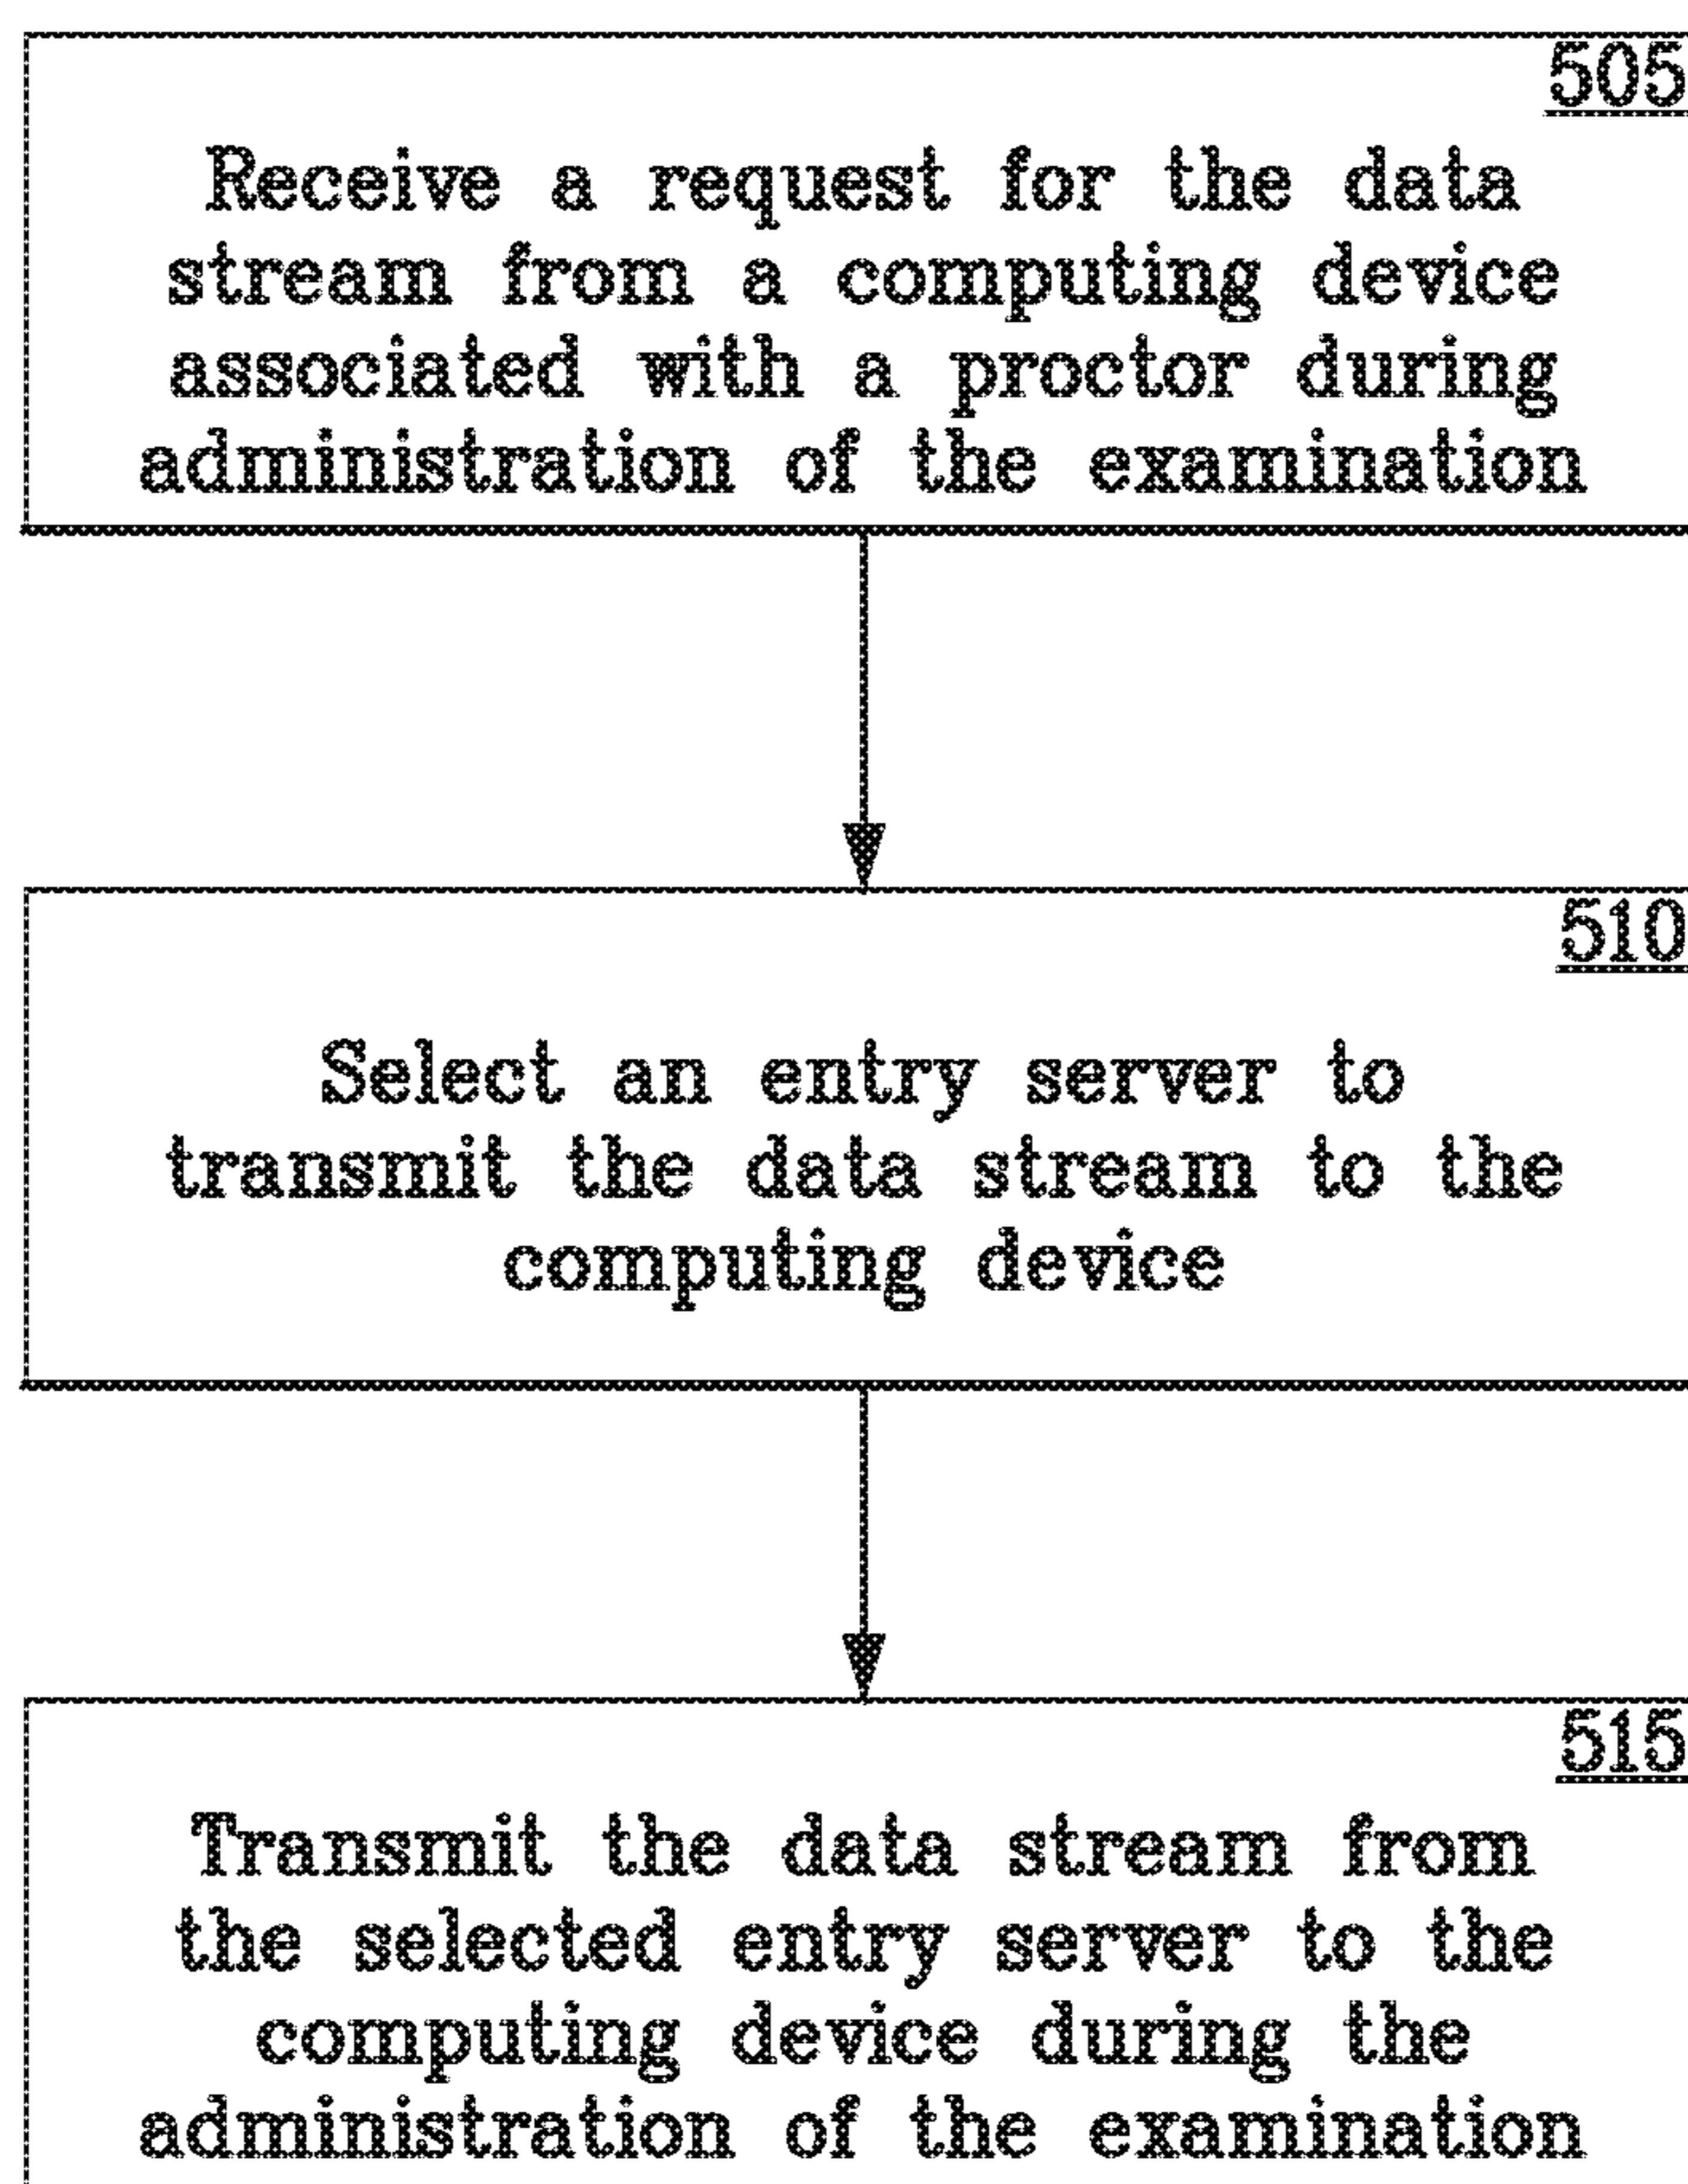 505
Receive a request for the data
stream from a computing device
associated with a proctor during
administration of the examination
510
Select an entry server to
transmit the data stream to the
computing device
515
Transmit the data stream from
the selected entry server to the
computing device during the
administration of the examination